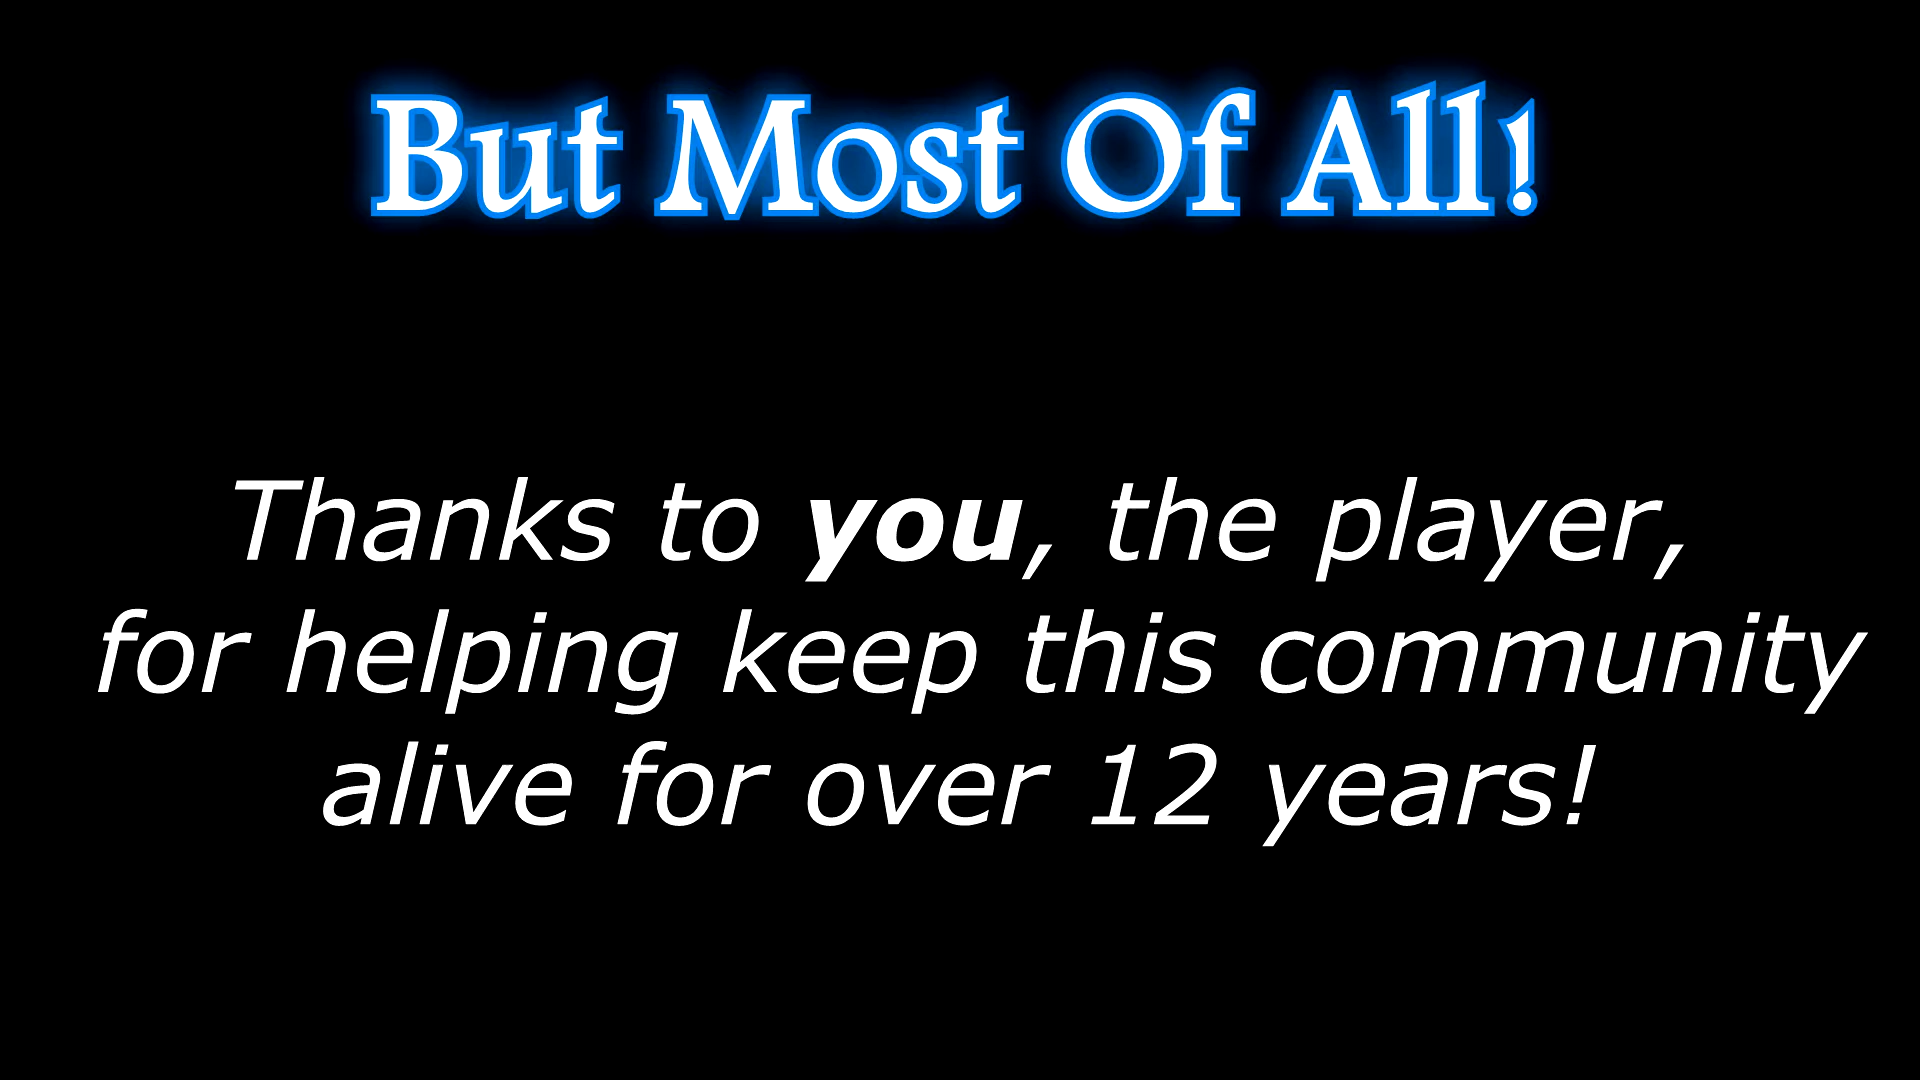 But Most Of All!
Thanks to you, the player,
for helping keep this community
alive for over 12 years!